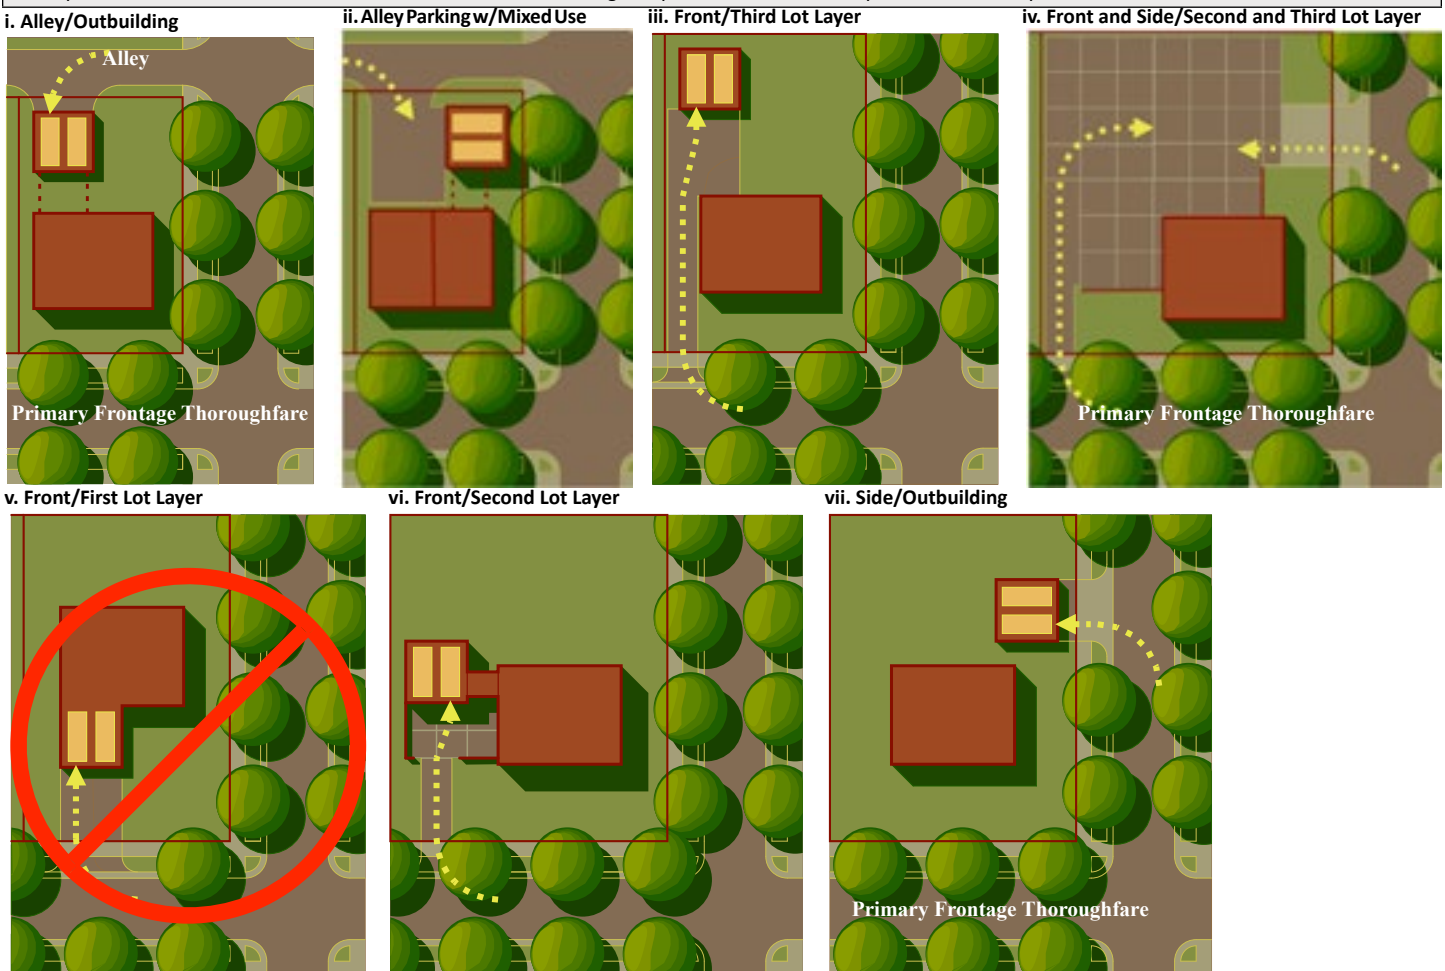 i. Alley/Outbuilding
ii. Alley Parking w/Mixed Use
iii. Front/Third Lot Layer
iv. Front and Side/Second and Third Lot Layer
Alley
Primary Frontage Thoroughfare
Primary Frontage Thoroughfare
v. Front/First Lot Layer
vi. Front/Second Lot Layer
vii. Side/Outbuilding
Primary Frontage Thoroughfare